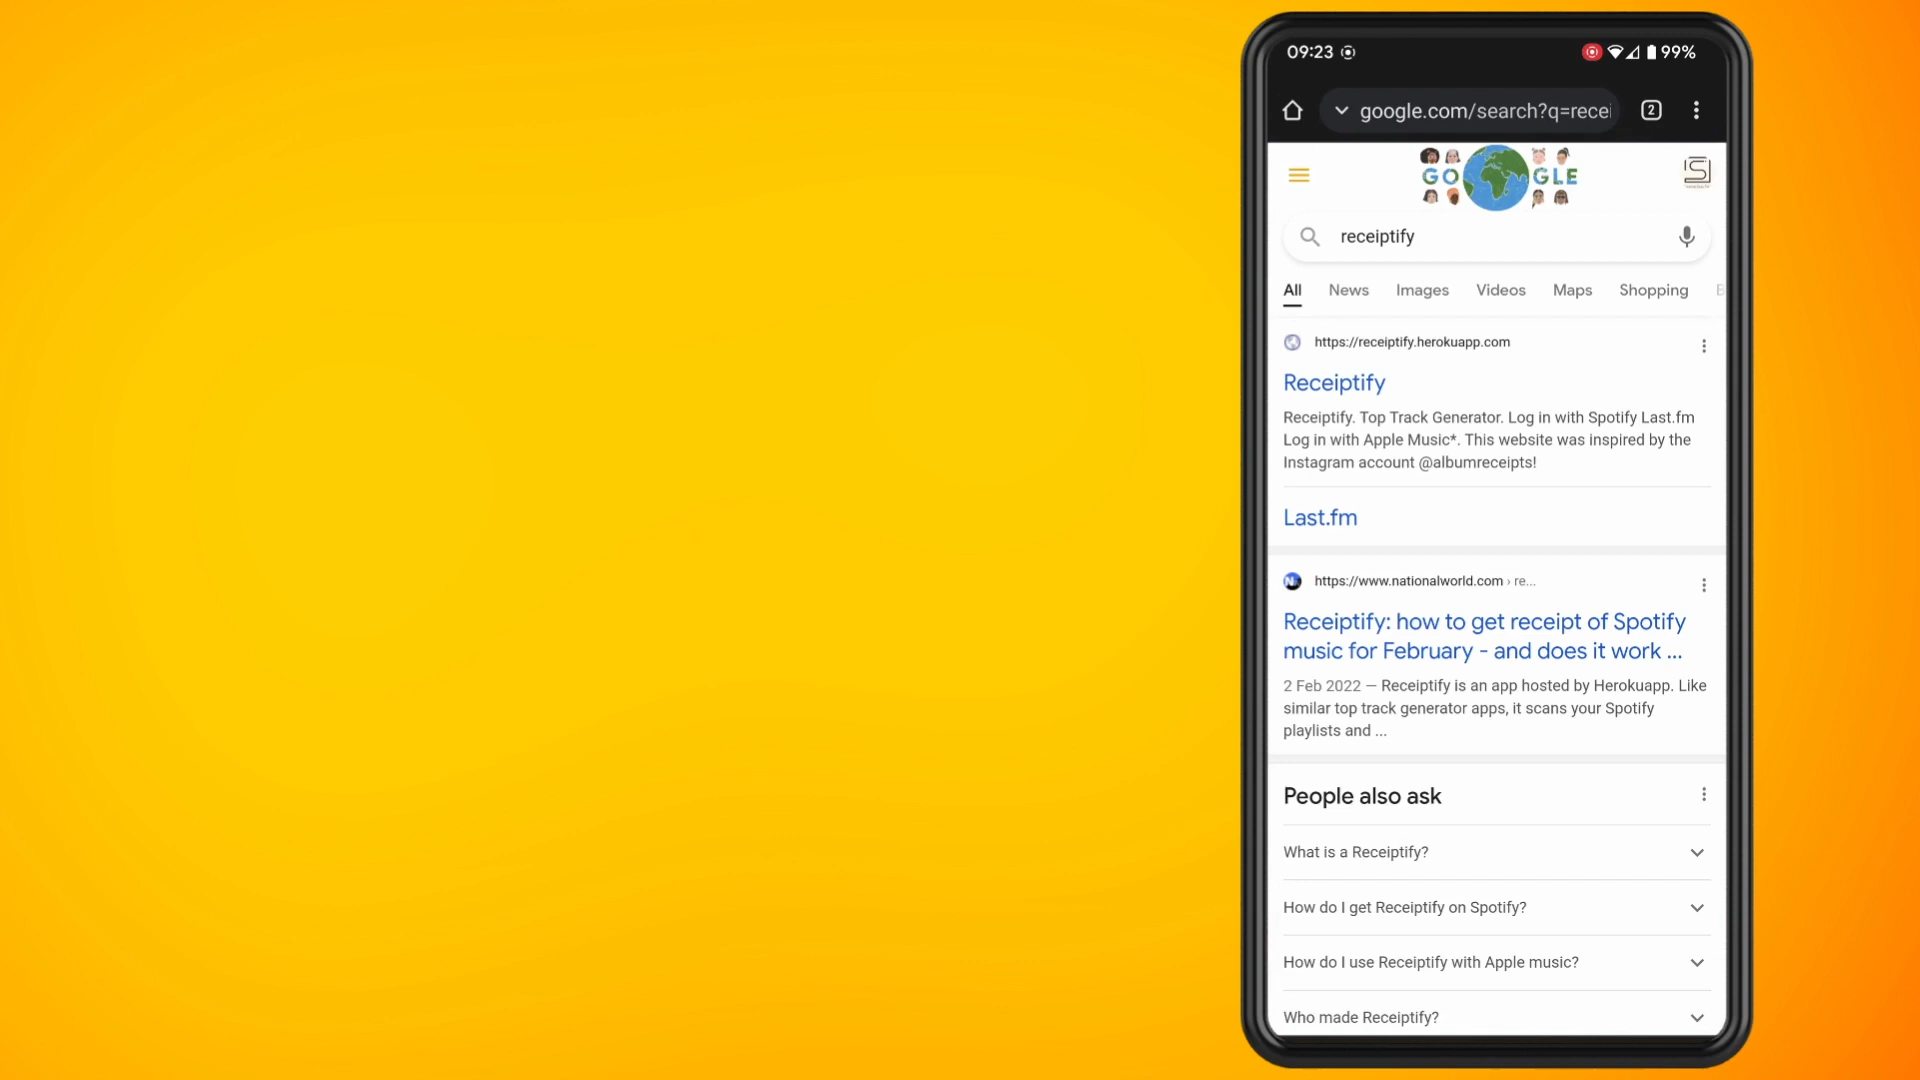 09:23
99%
google.com/search?q=recei
2
GO GLE
receiptify
All News Images Videos Maps Shopping
https://receiptify.herokuapp.com
Receiptify
Receiptify. Top Track Generator. Log in with Spotify Last.fm
Log in with Apple Music*. This website was inspired by the
Instagram account @albumreceipts!
Last.fm
https://www.nationalworld.com › re...
Receiptify: how to get receipt of Spotify
music for February - and does it work ...
2 Feb 2022 — Receiptify is an app hosted by Herokuapp. Like
similar top track generator apps, it scans your Spotify
playlists and ...
People also ask
What is a Receiptify?
How do I get Receiptify on Spotify?
How do I use Receiptify with Apple music?
Who made Receiptify?